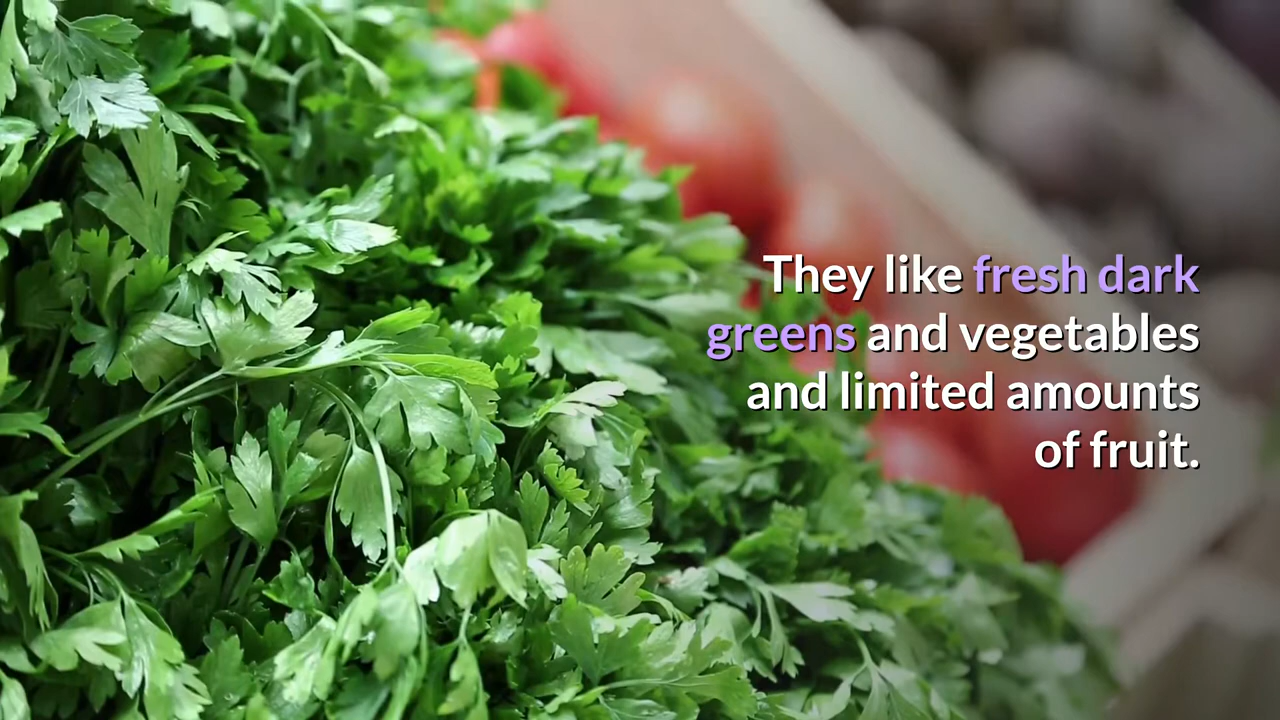 They like fresh dark
greens and vegetables
and limited amounts
of fruit.